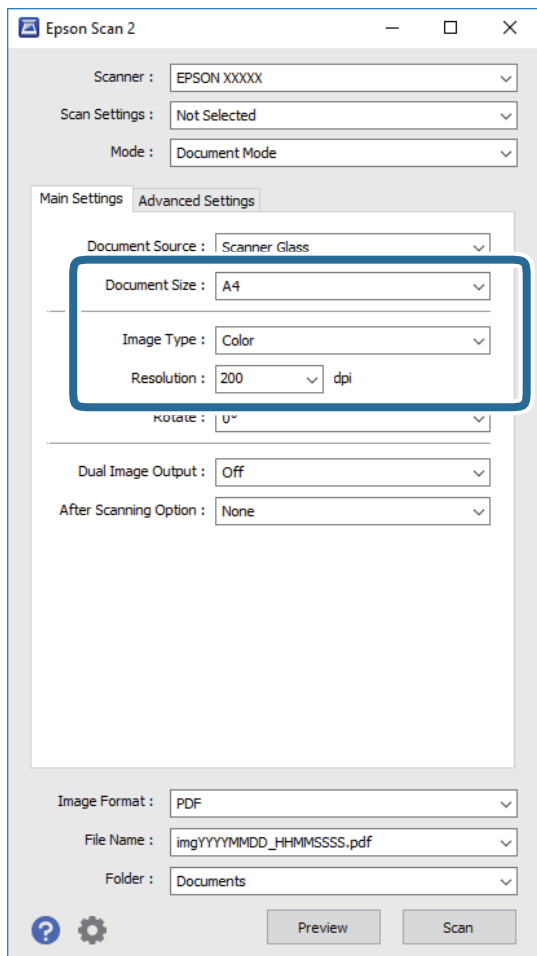 Epson Scan 2
Scanner : EPSON XXXXX
Scan Settings : Not Selected
Mode : Document Mode
Main Settings Advanced Settings
Document Source : Scanner Glass
Document Size : A4
Image Type : Color
Resolution : 200 dpi
Rotate : 0°
Dual Image Output : Off
After Scanning Option : None
Image Format : PDF
File Name : imgYYYYMMDD_HHMMSSSS.pdf
Folder : Documents
? Preview Scan